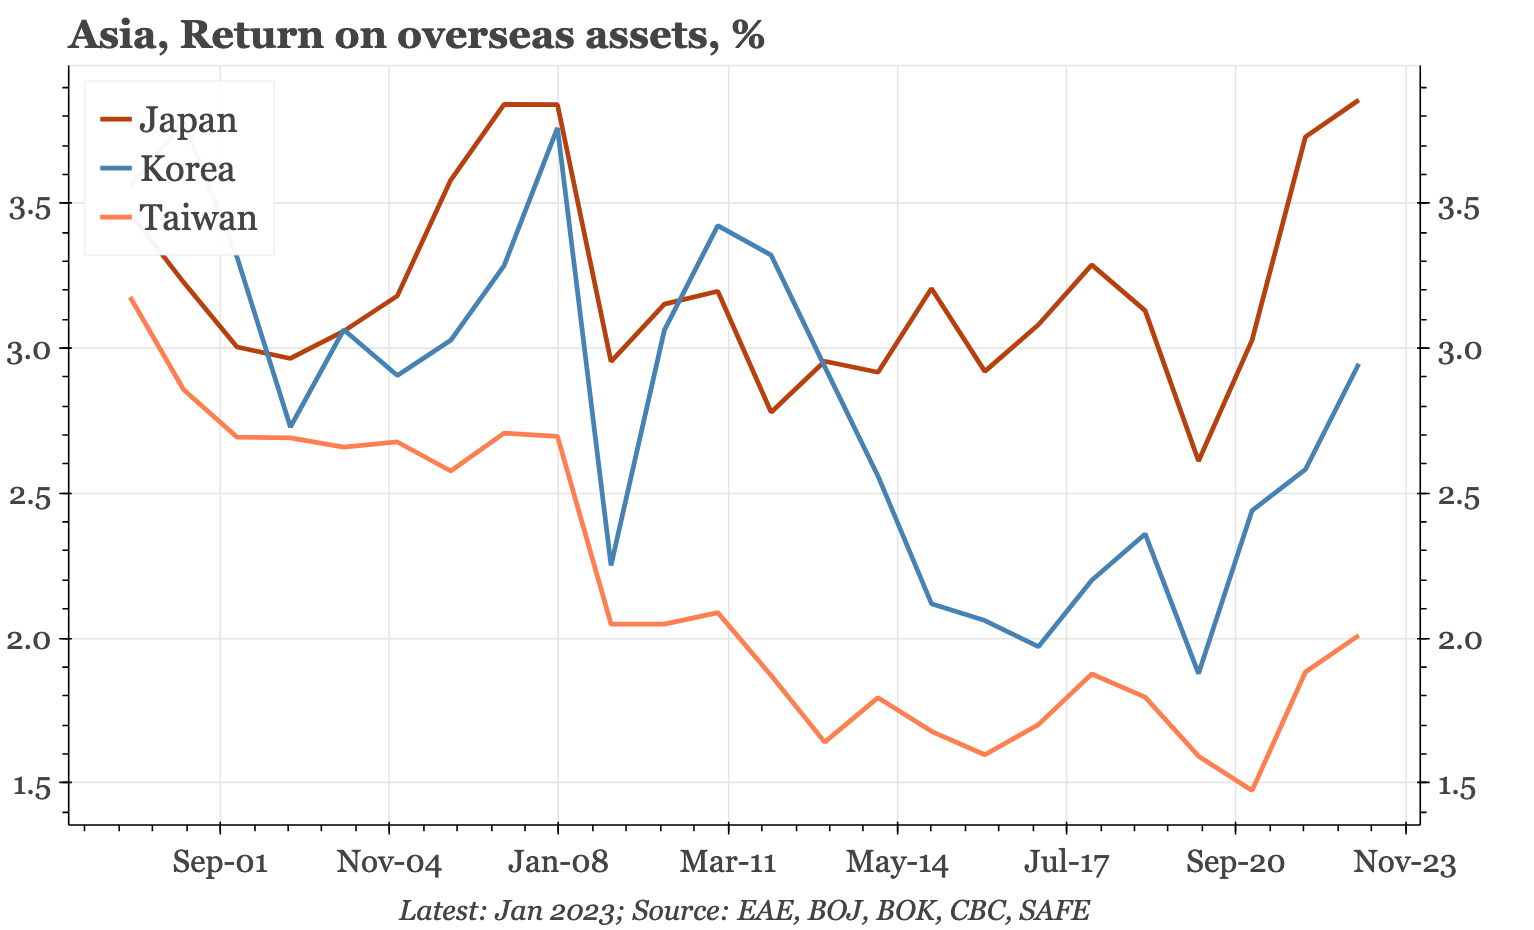 Asia, Return on overseas assets, %
Japan
Korea
Taiwan
3.5 3.5
3.0 3.0
2.5 2.5
2.0 2.0
1.5 1.5
Sep-01 Nov-04 Jan-08 Mar-11 May-14 Jul-17 Sep-20 Nov-23
Latest: Jan 2023; Source: EAE, BOJ, BOK, CBC, SAFE